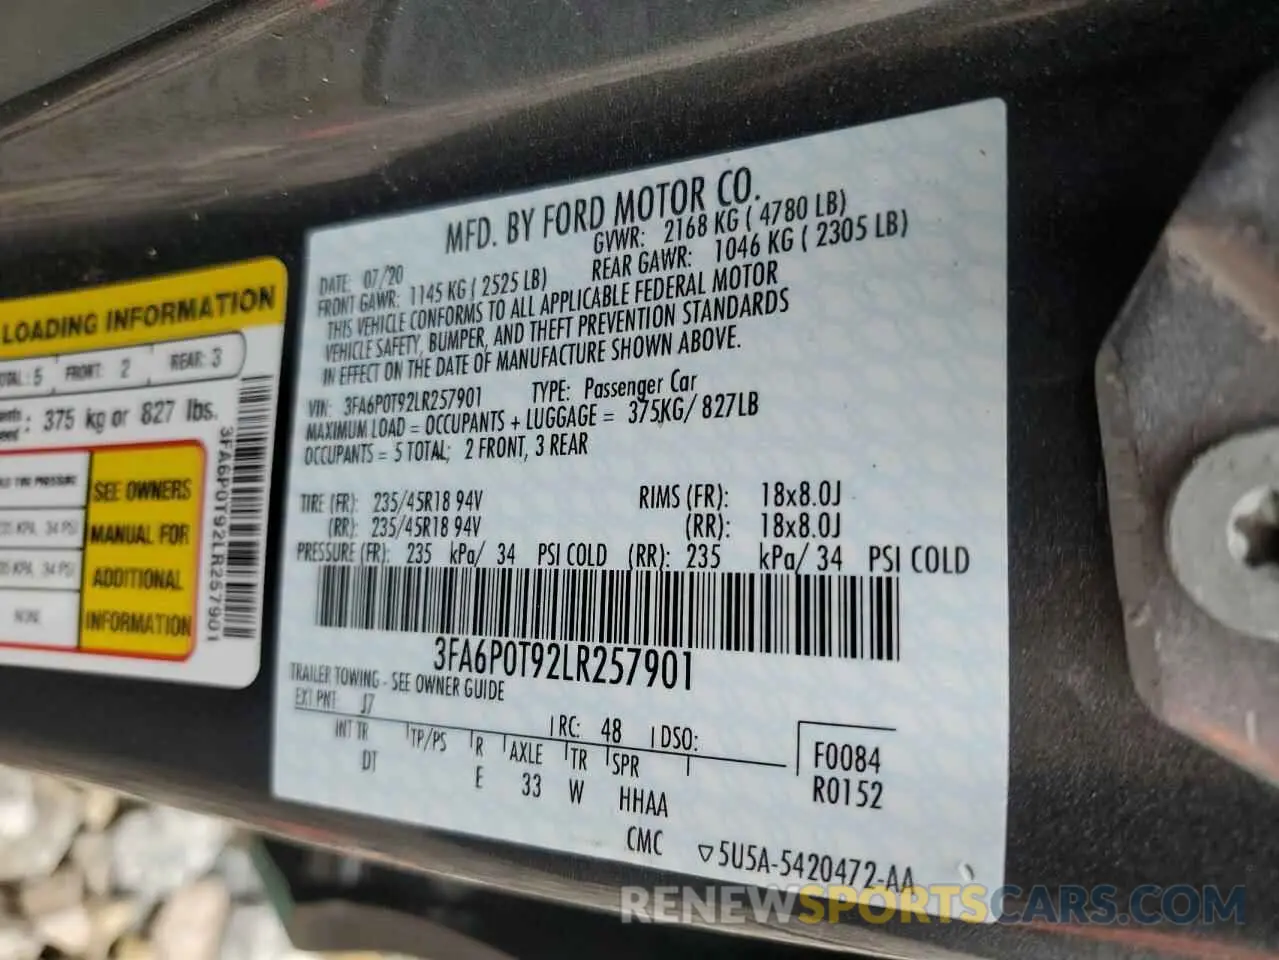 MFD. BY FORD MOTOR CO.
DATE: 07/20 GVWR: 2168 KG ( 4780 LB)
FRONT GAWR: 1145 KG ( 2525 LB) REAR GAWR: 1046 KG ( 2305 LB)
THIS VEHICLE CONFORMS TO ALL APPLICABLE FEDERAL MOTOR
VEHICLE SAFETY, BUMPER, AND THEFT PREVENTION STANDARDS
IN EFFECT ON THE DATE OF MANUFACTURE SHOWN ABOVE.
VIN: 3FA6P0T92LR257901 TYPE: Passenger Car
MAXIMUM LOAD = OCCUPANTS + LUGGAGE = 375KG/ 827LB
OCCUPANTS = 5 TOTAL; 2 FRONT, 3 REAR
TIRE (FR): 235/45R18 94V RIMS (FR): 18x8.0J
(RR): 235/45R18 94V (RR): 18x8.0J
PRESSURE (FR): 235 kPa/ 34 PSI COLD (RR): 235 kPa/ 34 PSI COLD
3FA6P0T92LR257901
TRAILER TOWING - SEE OWNER GUIDE
EXT PNT: J7 RC: 48 DSO:
INT TR TP/PS R AXLE TR SPR
DT E 33 W HHAA
F0084
R0152
CMC ▽5U5A-5420472-AA
LOADING INFORMATION
: 5 FRONT: 2 REAR: 3
: 375 kg or 827 lbs.
3FA6P0T92LR257901
SEE OWNERS
MANUAL FOR
ADDITIONAL
INFORMATION
KPA, 34 PSI
KPA, 34 PSI
NONE
RENEWSPORTSCARS.COM